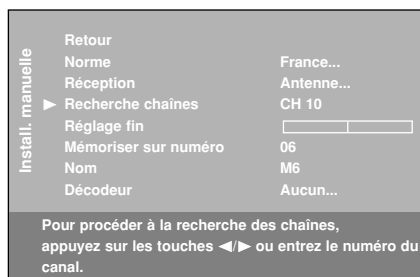 Install. manuelle
Retour
Norme France...
Réception Antenne...
▶ Recherche chaînes CH 10
Réglage fin
Mémoriser sur numéro 06
Nom M6
Décodeur Aucun...
Pour procéder à la recherche des chaînes,
appuyez sur les touches ◀/▶ ou entrez le numéro du
canal.